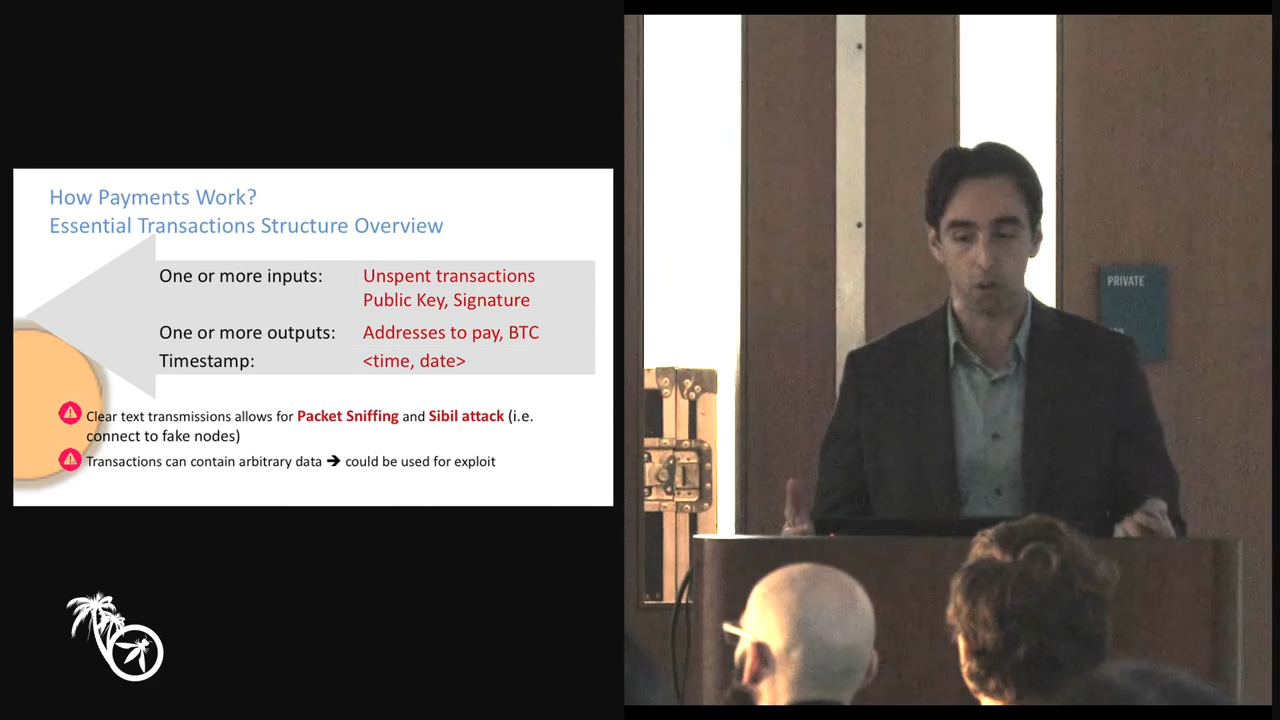 How Payments Work?
Essential Transactions Structure Overview
One or more inputs: Unspent transactions
Public Key, Signature
One or more outputs: Addresses to pay, BTC
Timestamp: <time, date>
Clear text transmissions allows for Packet Sniffing and Sibil attack (i.e.
connect to fake nodes)
Transactions can contain arbitrary data ➔ could be used for exploit
PRIVATE